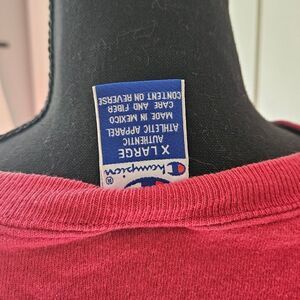 Champion®
X LARGE
AUTHENTIC
ATHLETIC APPAREL
MADE IN MEXICO
CARE AND FIBER
CONTENT ON REVERSE